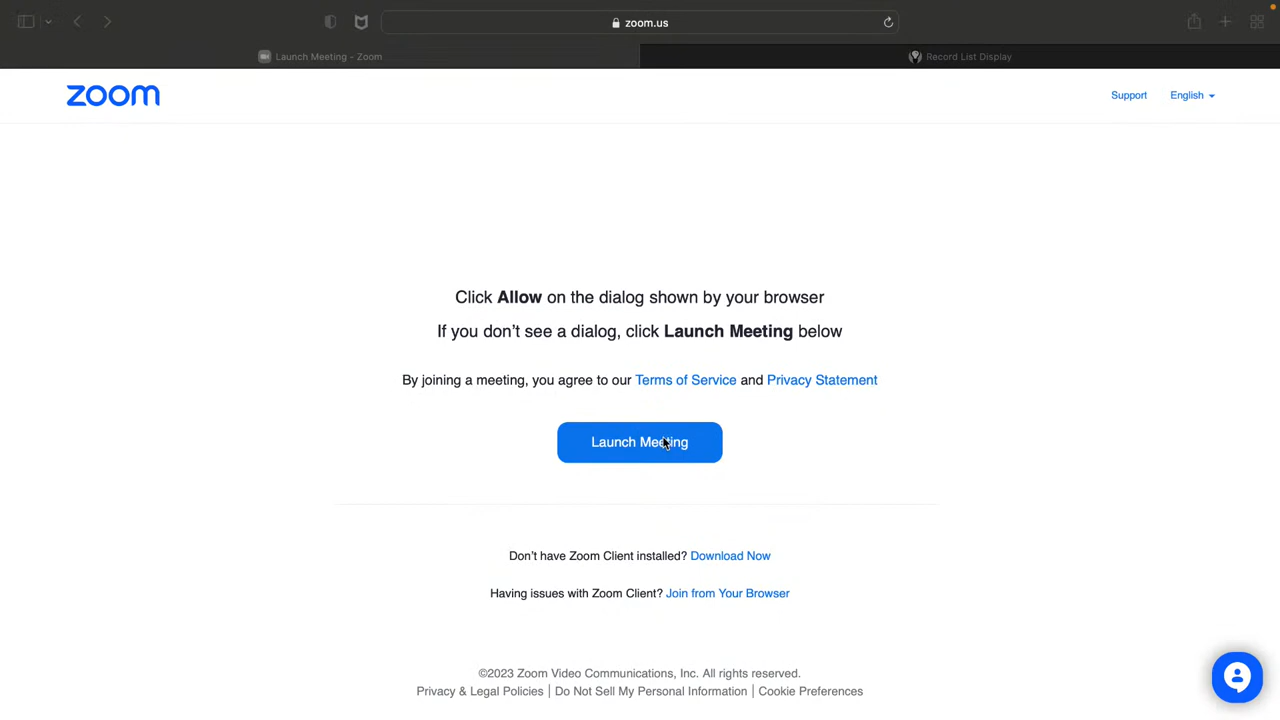 zoom.us
Launch Meeting - Zoom
Record List Display
zoom
Support
English
Click Allow on the dialog shown by your browser
If you don't see a dialog, click Launch Meeting below
By joining a meeting, you agree to our Terms of Service and Privacy Statement
Launch Meeting
Don't have Zoom Client installed? Download Now
Having issues with Zoom Client? Join from Your Browser
©2023 Zoom Video Communications, Inc. All rights reserved.
Privacy & Legal Policies | Do Not Sell My Personal Information | Cookie Preferences